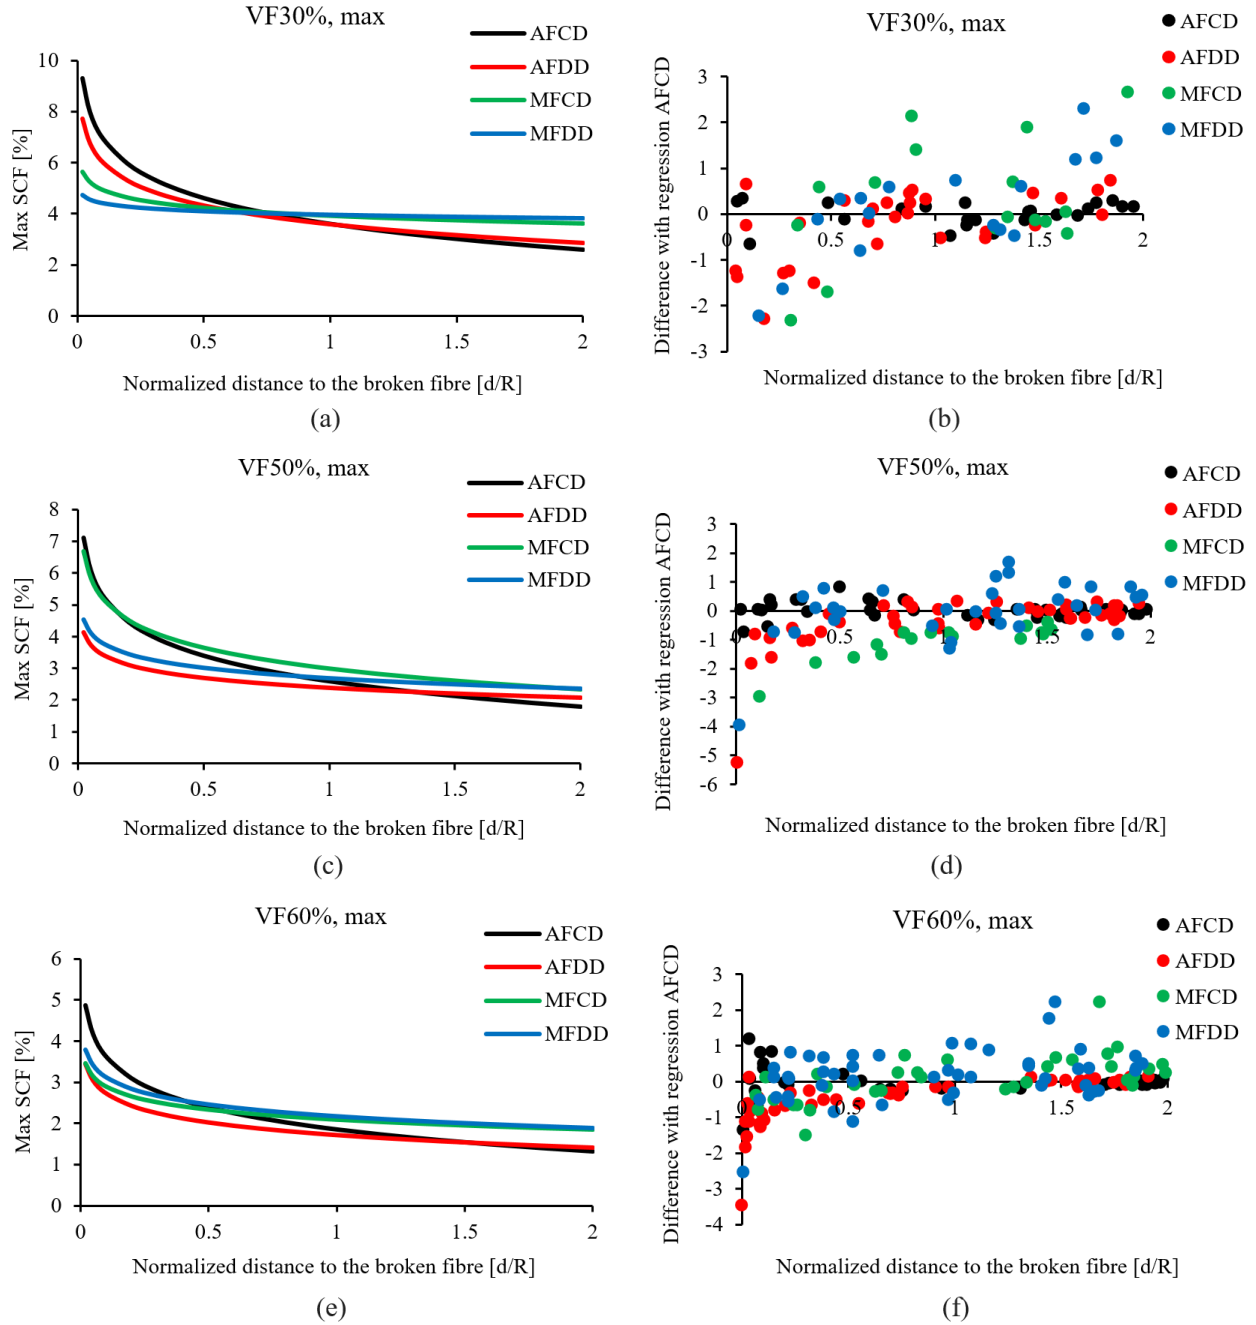 VF30%, max
AFCD
AFDD
MFCD
MFDD
Max SCF [%]
10
8
6
4
2
0
0
0.5
1
1.5
2
Normalized distance to the broken fibre [d/R]
(a)
VF30%, max
AFCD
AFDD
MFCD
MFDD
Difference with regression AFCD
3
2
1
0
-1
-2
-3
0
0.5
1
1.5
2
Normalized distance to the broken fibre [d/R]
(b)
VF50%, max
AFCD
AFDD
MFCD
MFDD
Max SCF [%]
8
7
6
5
4
3
2
1
0
0
0.5
1
1.5
2
Normalized distance to the broken fibre [d/R]
(c)
VF50%, max
AFCD
AFDD
MFCD
MFDD
Difference with regression AFCD
3
2
1
0
-1
-2
-3
-4
-5
-6
0
0.5
1
1.5
2
Normalized distance to the broken fibre [d/R]
(d)
VF60%, max
AFCD
AFDD
MFCD
MFDD
Max SCF [%]
6
5
4
3
2
1
0
0
0.5
1
1.5
2
Normalized distance to the broken fibre [d/R]
(e)
VF60%, max
AFCD
AFDD
MFCD
MFDD
Difference with regression AFCD
3
2
1
0
-1
-2
-3
-4
0
0.5
1
1.5
2
Normalized distance to the broken fibre [d/R]
(f)